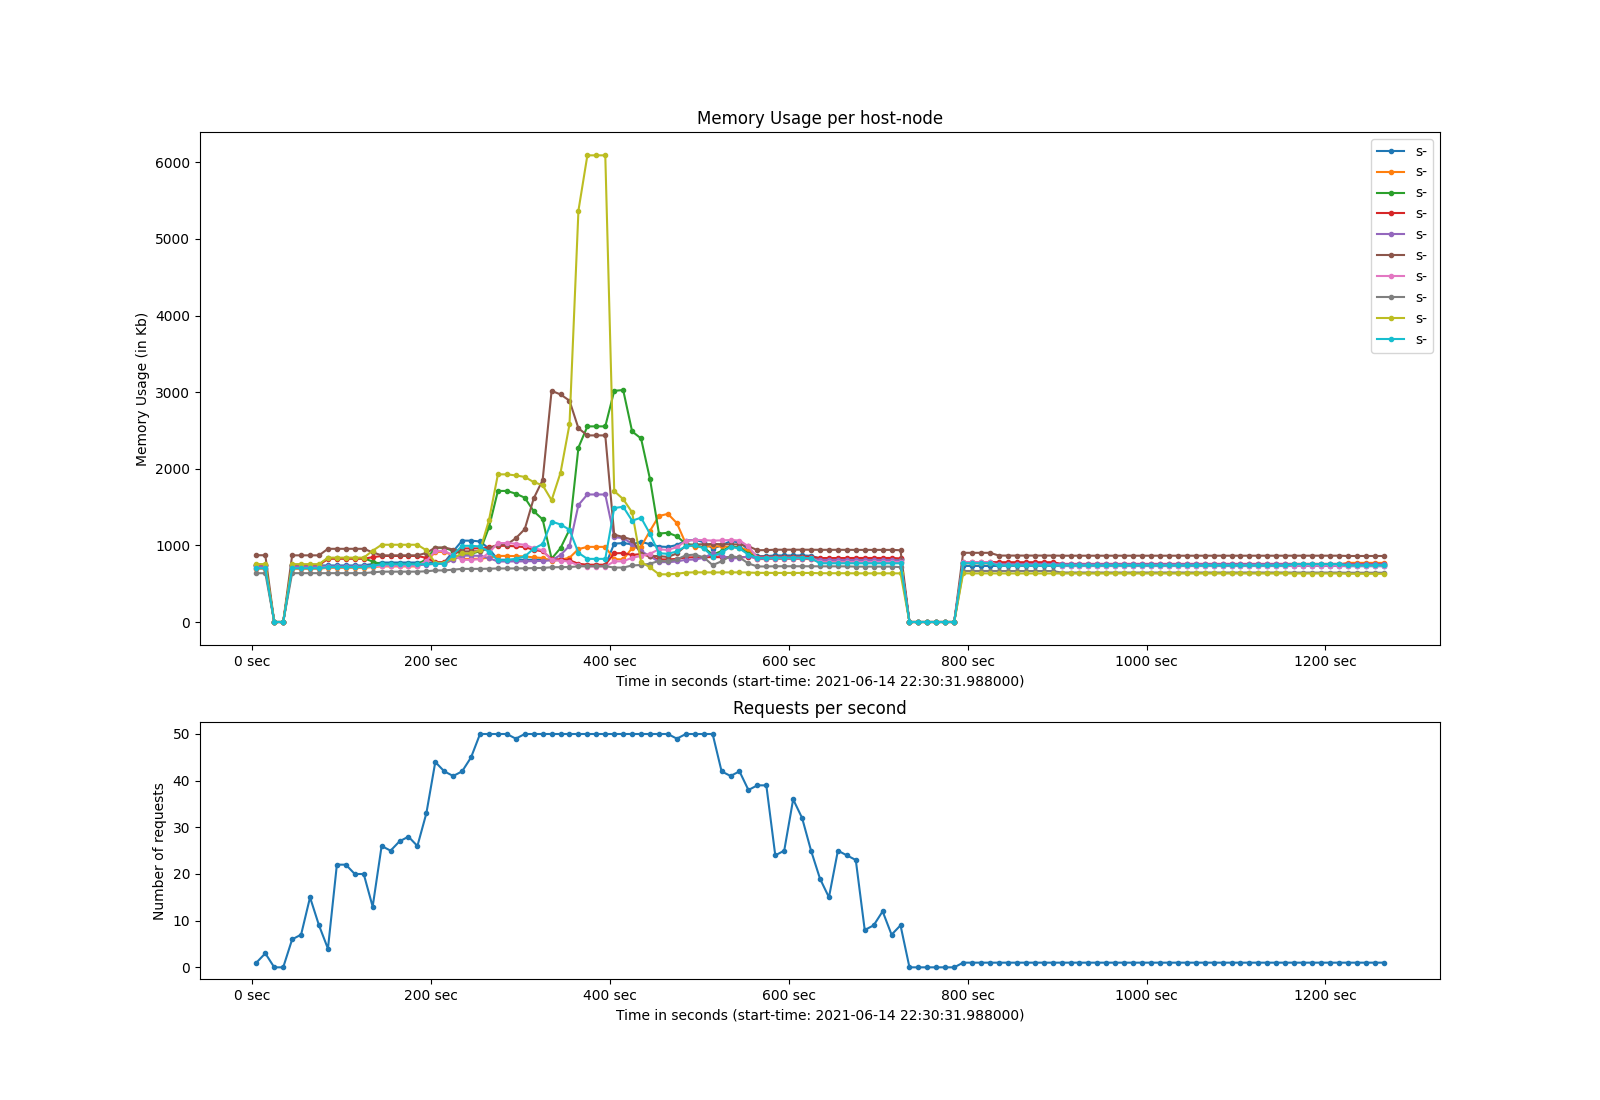 Memory Usage per host-node
6000
5000
4000
3000
2000
1000
0
Memory Usage (in Kb)
s-
s-
s-
s-
s-
s-
s-
s-
s-
s-
0 sec 200 sec 400 sec 600 sec 800 sec 1000 sec 1200 sec
Time in seconds (start-time: 2021-06-14 22:30:31.988000)
Requests per second
50
40
30
20
10
0
Number of requests
0 sec 200 sec 400 sec 600 sec 800 sec 1000 sec 1200 sec
Time in seconds (start-time: 2021-06-14 22:30:31.988000)